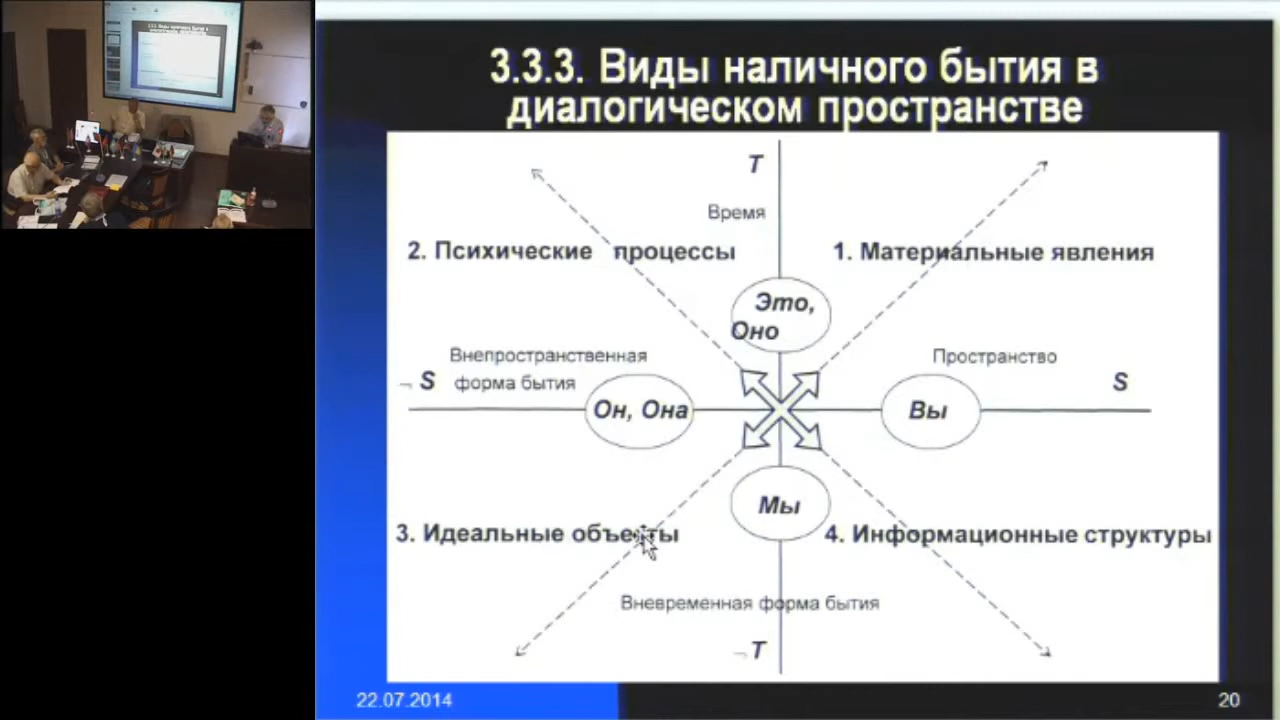 3.3.3. Виды наличного бытия в
диалогическом пространстве
T
Время
2. Психические процессы
1. Материальные явления
Это,
Оно
Внепространственная
форма бытия
¬ S
Пространство
S
Он, Она
Вы
Мы
3. Идеальные объекты
4. Информационные структуры
Вневременная форма бытия
¬T
22.07.2014
20